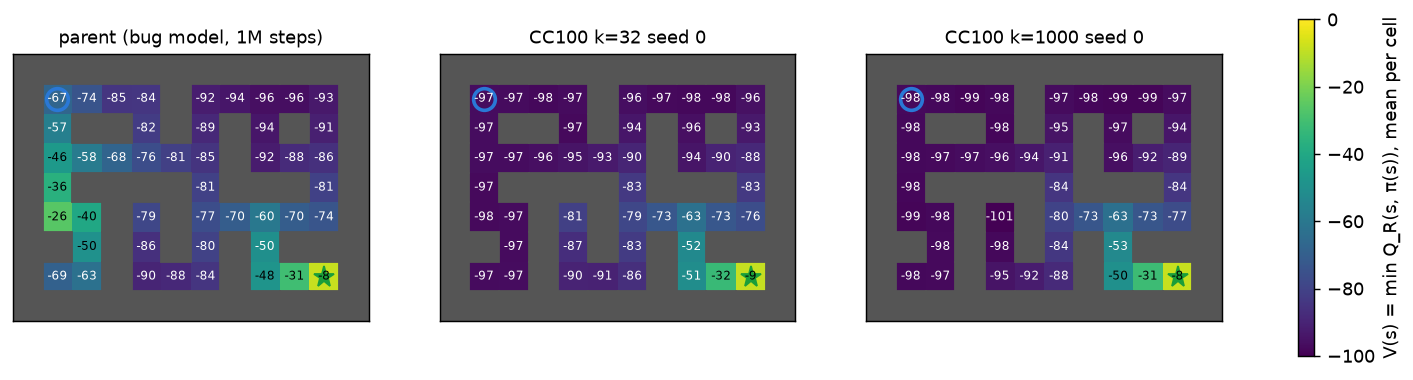 parent (bug model, 1M steps)
CC100 k=32 seed 0
CC100 k=1000 seed 0
-67 -74 -85 -84 -92 -94 -96 -96 -93
-57 -82 -89 -94 -91
-46 -58 -68 -76 -81 -85 -92 -88 -86
-36 -81 -81
-26 -40 -79 -77 -70 -60 -70 -74
-50 -86 -80 -50
-69 -63 -90 -88 -84 -48 -31 -8
-97 -97 -98 -97 -96 -97 -98 -98 -96
-97 -97 -94 -96 -93
-97 -97 -96 -95 -93 -90 -94 -90 -88
-97 -83 -83
-98 -97 -81 -79 -73 -63 -73 -76
-97 -87 -83 -52
-97 -97 -90 -91 -86 -51 -32 -9
-98 -98 -99 -98 -97 -98 -99 -99 -97
-98 -98 -95 -97 -94
-98 -97 -97 -96 -94 -91 -96 -92 -89
-98 -84 -84
-99 -98 -101 -80 -73 -63 -73 -77
-98 -98 -84 -53
-98 -97 -95 -92 -88 -50 -31 -8
0
−20
−40
−60
−80
−100
V(s) = min Q_R(s, π(s)), mean per cell